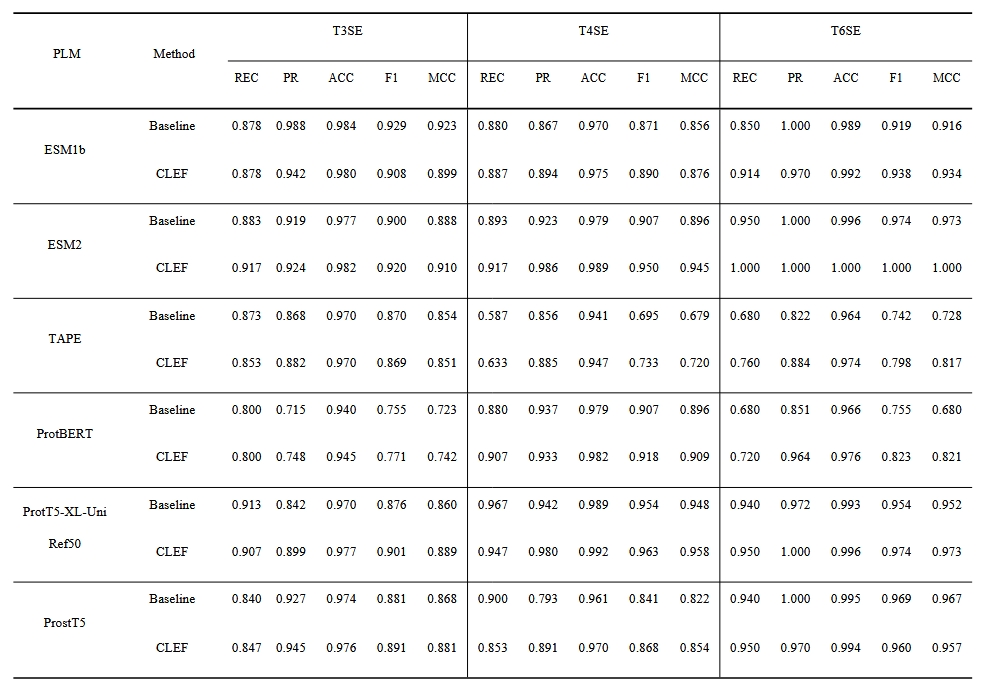 T3SE T4SE T6SE
PLM Method
REC PR ACC F1 MCC REC PR ACC F1 MCC REC PR ACC F1 MCC
Baseline 0.878 0.988 0.984 0.929 0.923 0.880 0.867 0.970 0.871 0.856 0.850 1.000 0.989 0.919 0.916
ESM1b
CLEF 0.878 0.942 0.980 0.908 0.899 0.887 0.894 0.975 0.890 0.876 0.914 0.970 0.992 0.938 0.934
Baseline 0.883 0.919 0.977 0.900 0.888 0.893 0.923 0.979 0.907 0.896 0.950 1.000 0.996 0.974 0.973
ESM2
CLEF 0.917 0.924 0.982 0.920 0.910 0.917 0.986 0.989 0.950 0.945 1.000 1.000 1.000 1.000 1.000
Baseline 0.873 0.868 0.970 0.870 0.854 0.587 0.856 0.941 0.695 0.679 0.680 0.822 0.964 0.742 0.728
TAPE
CLEF 0.853 0.882 0.970 0.869 0.851 0.633 0.885 0.947 0.733 0.720 0.760 0.884 0.974 0.798 0.817
Baseline 0.800 0.715 0.940 0.755 0.723 0.880 0.937 0.979 0.907 0.896 0.680 0.851 0.966 0.755 0.680
ProtBERT
CLEF 0.800 0.748 0.945 0.771 0.742 0.907 0.933 0.982 0.918 0.909 0.720 0.964 0.976 0.823 0.821
Baseline 0.913 0.842 0.970 0.876 0.860 0.967 0.942 0.989 0.954 0.948 0.940 0.972 0.993 0.954 0.952
ProtT5-XL-Uni
Ref50
CLEF 0.907 0.899 0.977 0.901 0.889 0.947 0.980 0.992 0.963 0.958 0.950 1.000 0.996 0.974 0.973
Baseline 0.840 0.927 0.974 0.881 0.868 0.900 0.793 0.961 0.841 0.822 0.940 1.000 0.995 0.969 0.967
ProstT5
CLEF 0.847 0.945 0.976 0.891 0.881 0.853 0.891 0.970 0.868 0.854 0.950 0.970 0.994 0.960 0.957